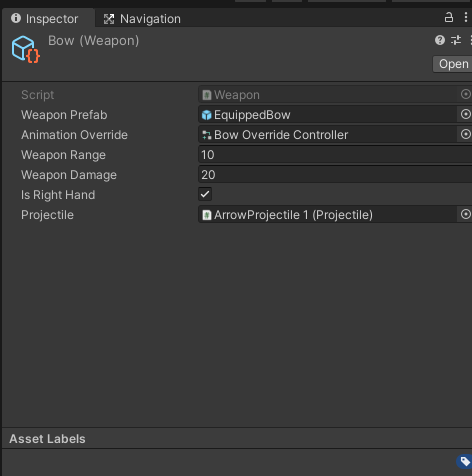 Inspector Navigation
Bow (Weapon)
Open
Script Weapon
Weapon Prefab EquippedBow
Animation Override Bow Override Controller
Weapon Range 10
Weapon Damage 20
Is Right Hand
Projectile ArrowProjectile 1 (Projectile)
Asset Labels